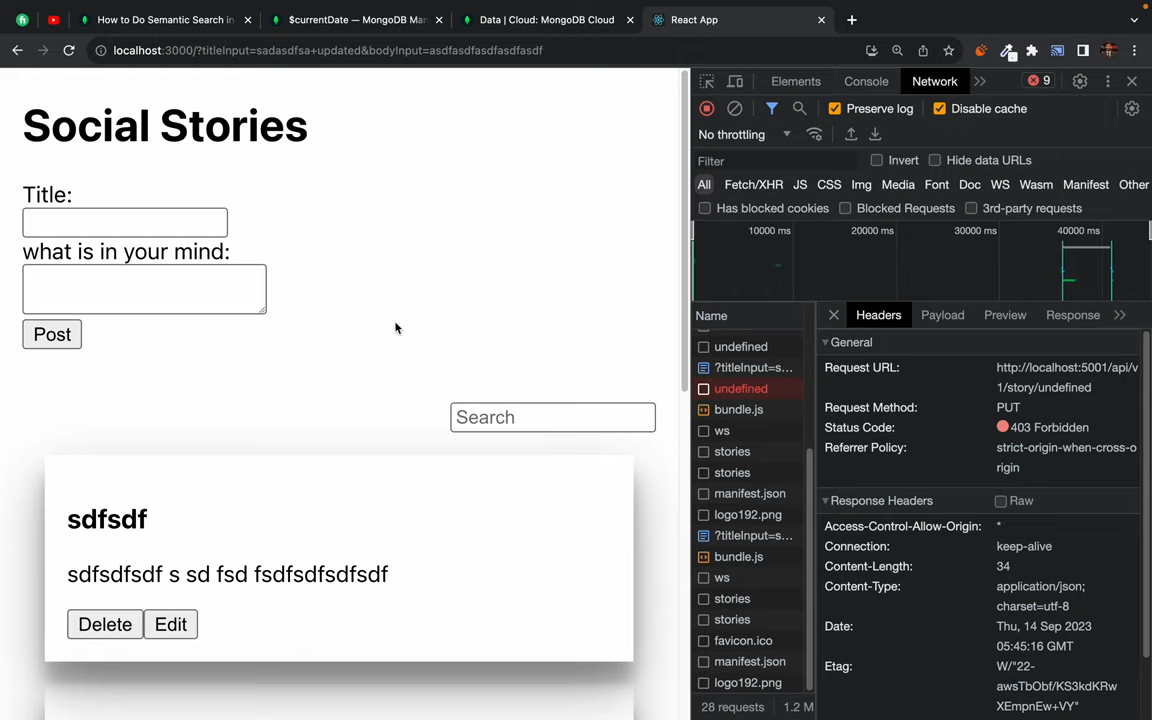 How to Do Semantic Search in
$currentDate — MongoDB Man
Data | Cloud: MongoDB Cloud
React App
localhost:3000/?titleInput=sadasdfsa+updated&bodyInput=asdfasdfasdfasdfasdf
Social Stories
Title:
what is in your mind:
Post
Search
sdfsdf
sdfsdfsdf s sd fsd fsdfsdfsdfsdf
Delete
Edit
Elements
Console
Network
9
Preserve log
Disable cache
No throttling
Filter
Invert
Hide data URLs
All
Fetch/XHR
JS
CSS
Img
Media
Font
Doc
WS
Wasm
Manifest
Other
Has blocked cookies
Blocked Requests
3rd-party requests
10000 ms
20000 ms
30000 ms
40000 ms
Name
undefined
?titleInput=s...
undefined
bundle.js
ws
stories
stories
manifest.json
logo192.png
?titleInput=s...
bundle.js
ws
stories
stories
favicon.ico
manifest.json
logo192.png
28 requests
1.2 M
Headers
Payload
Preview
Response
General
Request URL:
http://localhost:5001/api/v
1/story/undefined
Request Method:
PUT
Status Code:
403 Forbidden
Referrer Policy:
strict-origin-when-cross-o
rigin
Response Headers
Raw
Access-Control-Allow-Origin:
*
Connection:
keep-alive
Content-Length:
34
Content-Type:
application/json;
charset=utf-8
Date:
Thu, 14 Sep 2023
05:45:16 GMT
Etag:
W/"22-
awsTbObf/KS3kdKRw
XEmpnEw+VY"